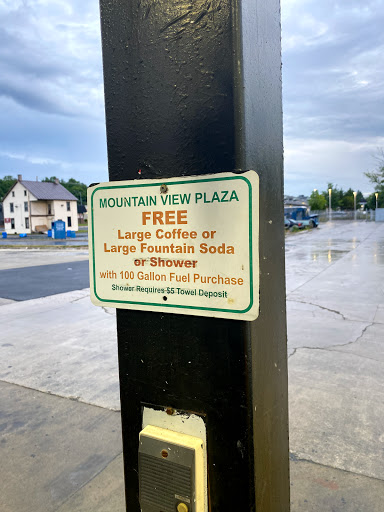 MOUNTAIN VIEW PLAZA
FREE
Large Coffee or
Large Fountain Soda
or Shower
with 100 Gallon Fuel Purchase
Shower Requires $5 Towel Deposit